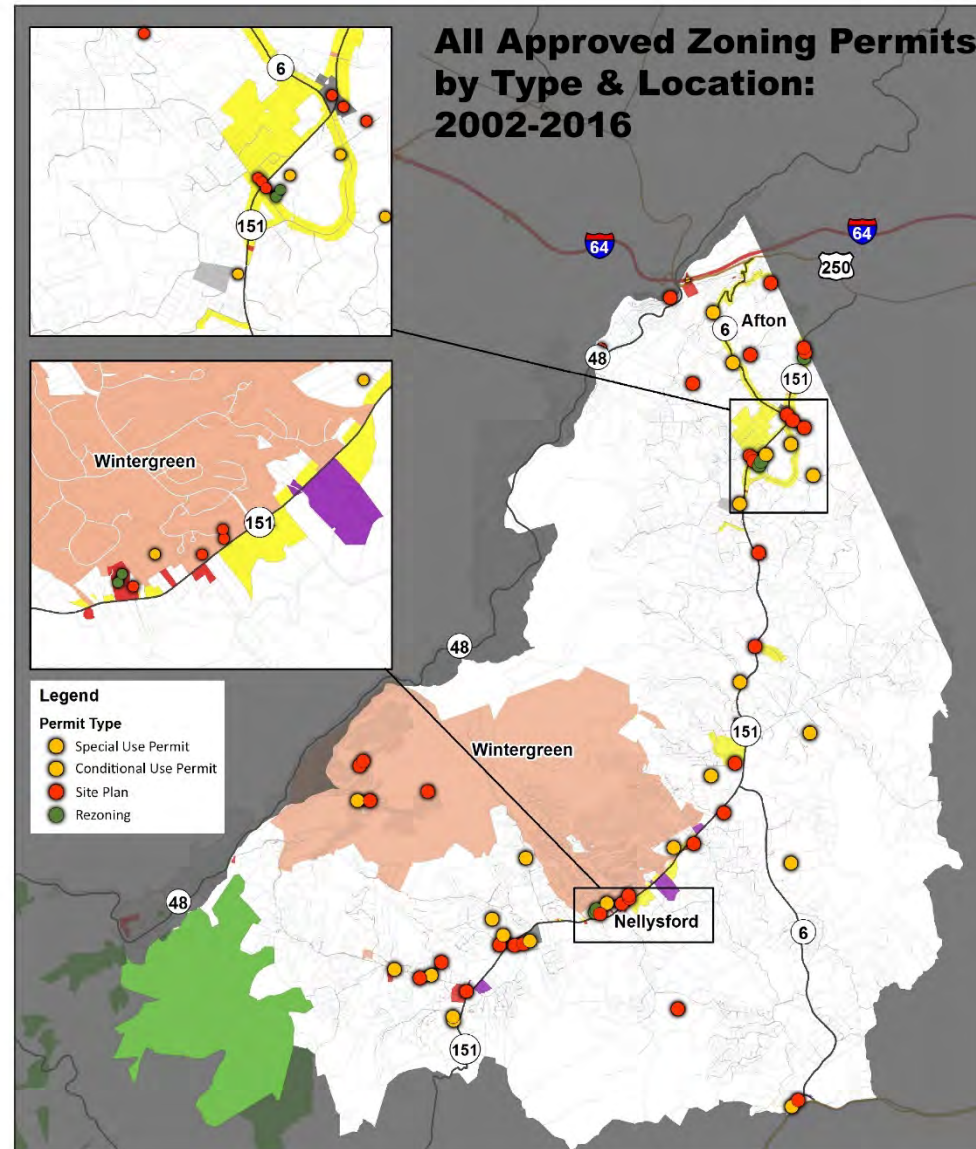 All Approved Zoning Permits
by Type & Location:
2002-2016
6
151
Wintergreen
151
Legend
Permit Type
Special Use Permit
Conditional Use Permit
Site Plan
Rezoning
64
64
250
Afton
6
48
151
48
Wintergreen
151
48
Nellysford
6
151